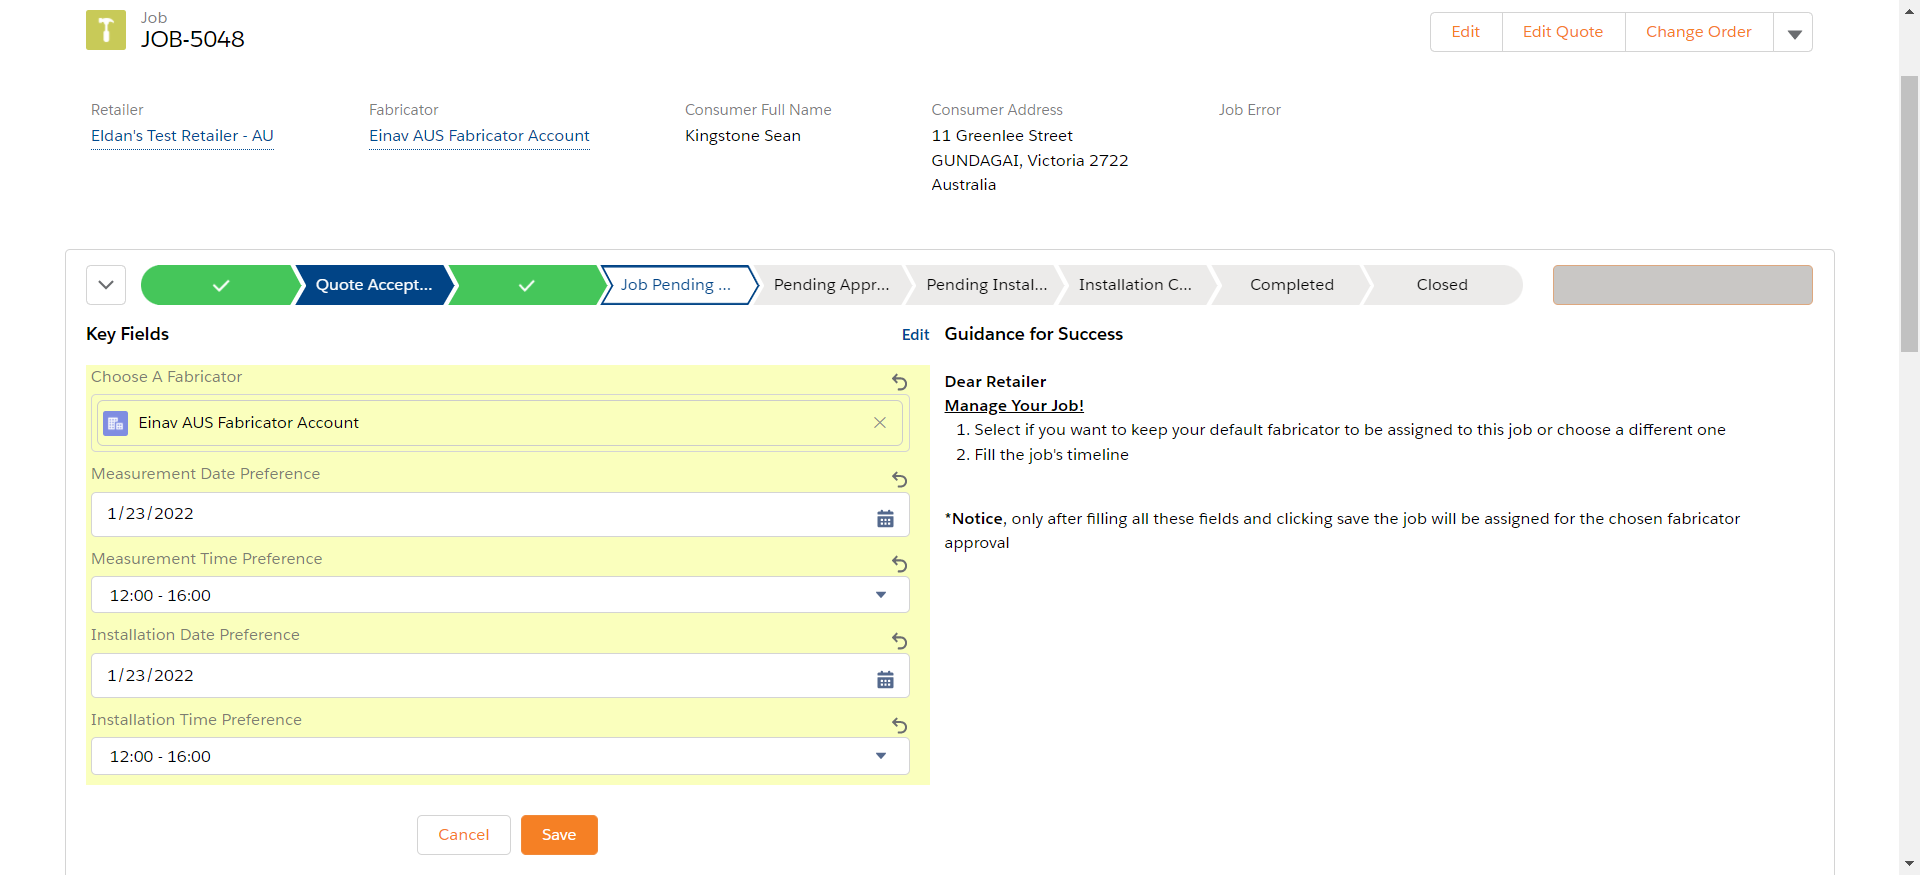 Job
JOB-5048
Edit
Edit Quote
Change Order
Retailer
Eldan's Test Retailer - AU
Fabricator
Einav AUS Fabricator Account
Consumer Full Name
Kingstone Sean
Consumer Address
11 Greenlee Street
GUNDAGAI, Victoria 2722
Australia
Job Error
Quote Accept...
Job Pending ...
Pending Appr...
Pending Instal...
Installation C...
Completed
Closed
Key Fields
Edit
Choose A Fabricator
Einav AUS Fabricator Account
Measurement Date Preference
1/23/2022
Measurement Time Preference
12:00 - 16:00
Installation Date Preference
1/23/2022
Installation Time Preference
12:00 - 16:00
Cancel
Save
Guidance for Success
Dear Retailer
Manage Your Job!
1. Select if you want to keep your default fabricator to be assigned to this job or choose a different one
2. Fill the job's timeline
*Notice, only after filling all these fields and clicking save the job will be assigned for the chosen fabricator
approval